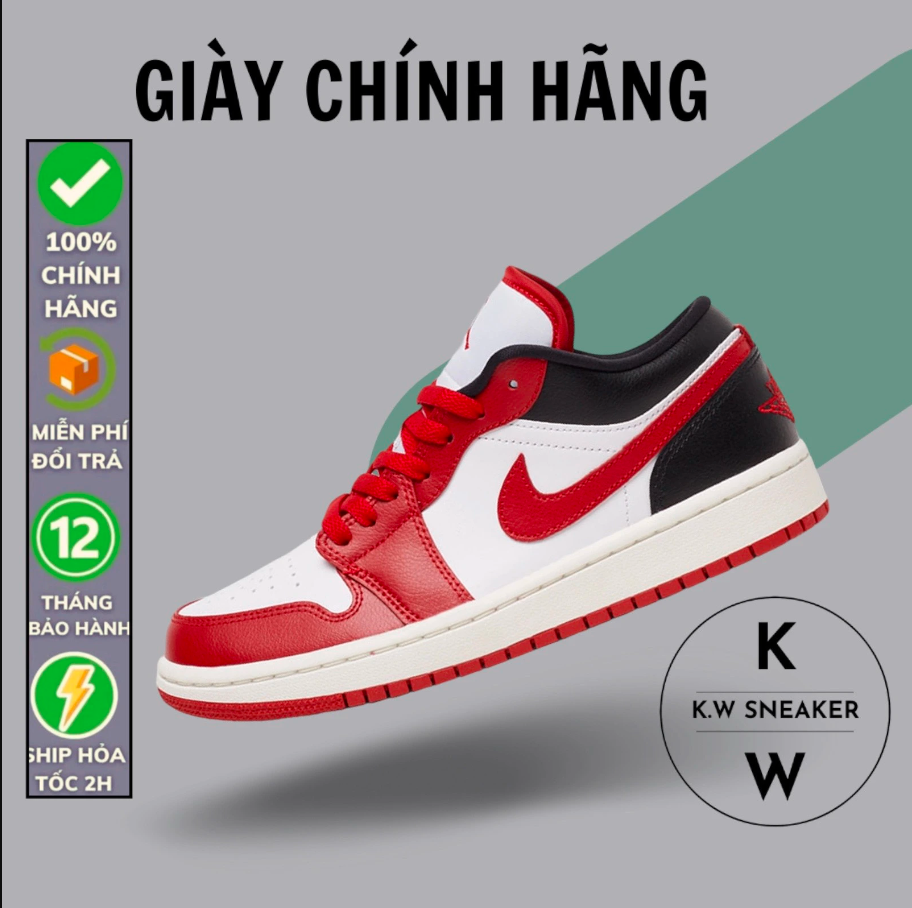 GIÀY CHÍNH HÃNG
100%
CHÍNH
HÃNG
MIỄN PHÍ
ĐỔI TRẢ
12
THÁNG
BẢO HÀNH
SHIP HỎA
TỐC 2H
K
K.W SNEAKER
W